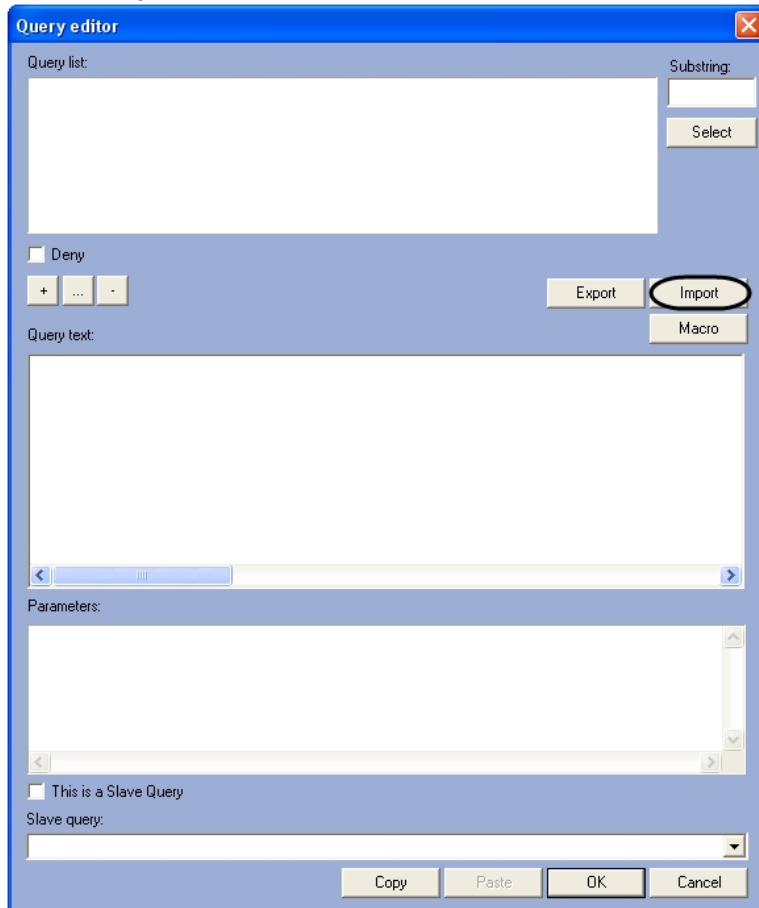 Query editor
Query list:
Substring:
Select
Deny
+ ... -
Export Import
Macro
Query text:
Parameters:
This is a Slave Query
Slave query:
Copy Paste OK Cancel